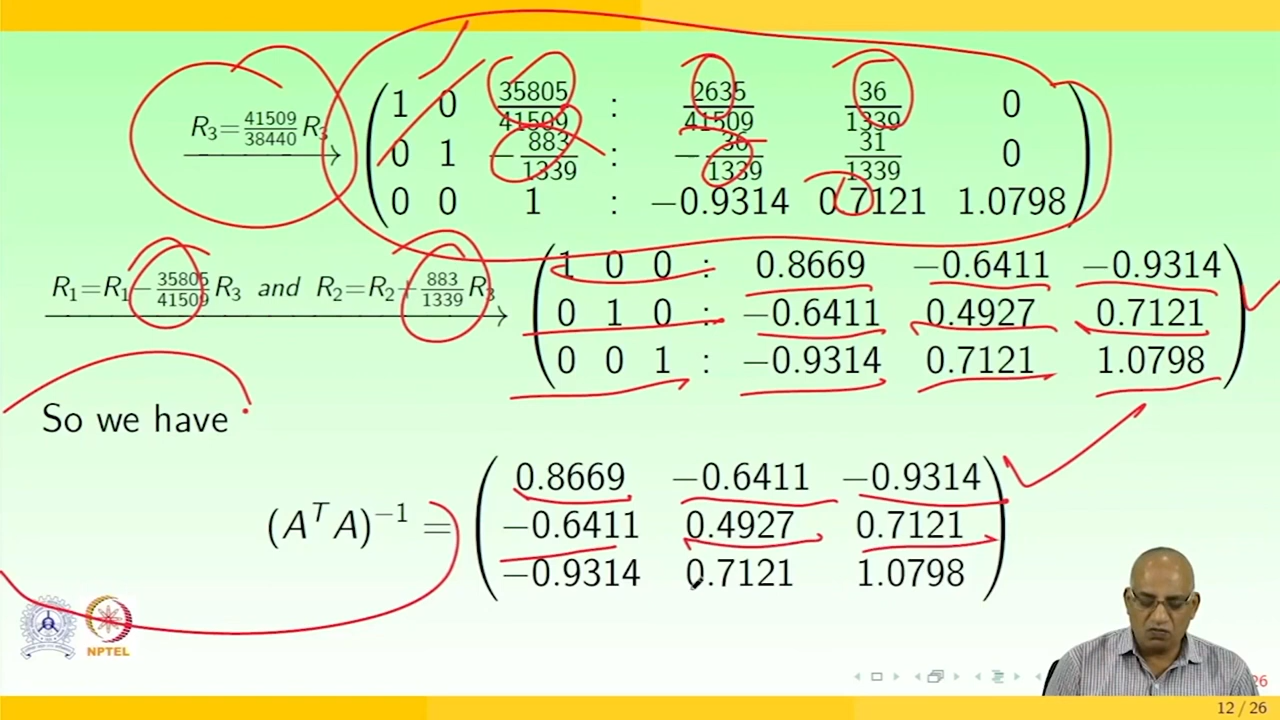 R₃=41509/38440 R₃ → ( 1 0 35805/41509 : 2635/41509 36/1339 0
0 1 −883/1339 : −36/1339 31/1339 0
0 0 1 : −0.9314 0.7121 1.0798 )
R₁=R₁−35805/41509 R₃ and R₂=R₂+883/1339 R₃ → ( 1 0 0 : 0.8669 −0.6411 −0.9314
0 1 0 : −0.6411 0.4927 0.7121
0 0 1 : −0.9314 0.7121 1.0798 )
So we have
(AᵀA)⁻¹ = ( 0.8669 −0.6411 −0.9314
−0.6411 0.4927 0.7121
−0.9314 0.7121 1.0798 )
NPTEL
26
12 / 26